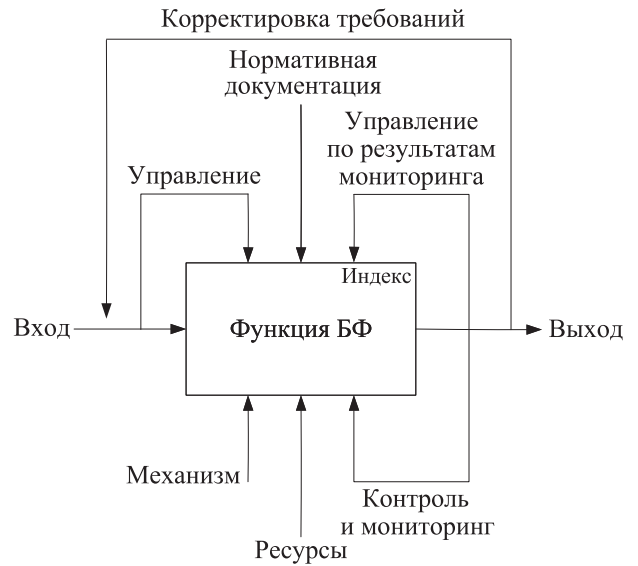 Корректировка требований
Нормативная
документация
Управление
по результатам
мониторинга
Управление
Индекс
Вход
Функция БФ
Выход
Механизм
Контроль
и мониторинг
Ресурсы